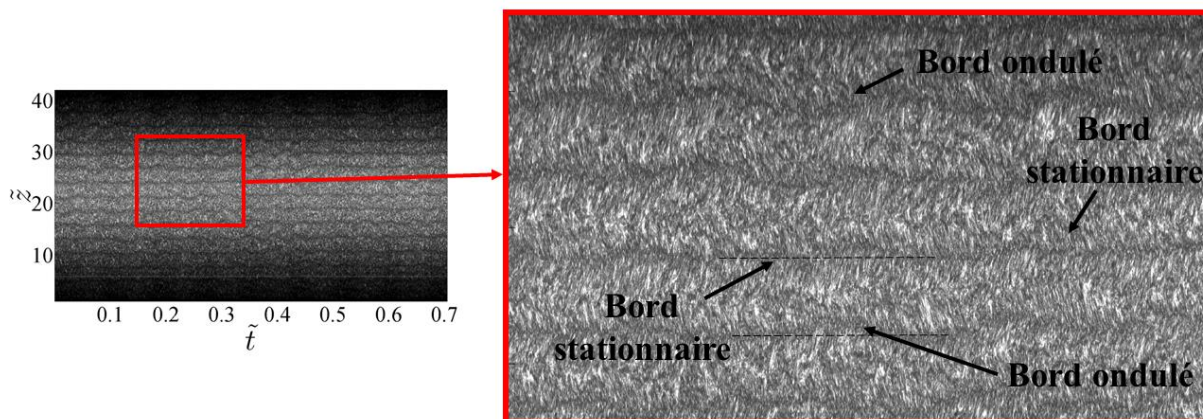 40
30
20
10
z̃
0.1 0.2 0.3 0.4 0.5 0.6 0.7
t̃
Bord ondulé
Bord
stationnaire
Bord
stationnaire
Bord ondulé